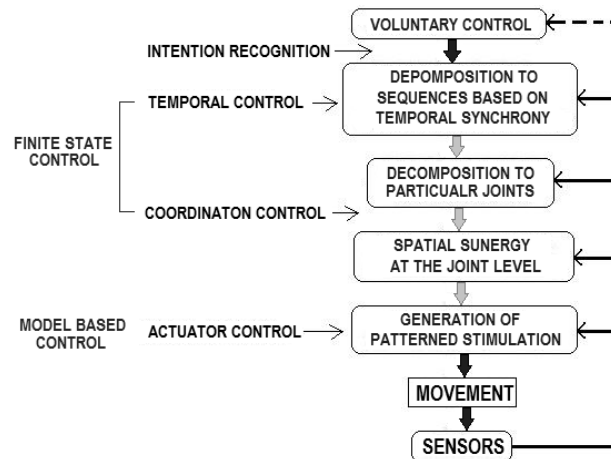 VOLUNTARY CONTROL
INTENTION RECOGNITION
DEPOMPOSITION TO
SEQUENCES BASED ON
TEMPORAL SYNCHRONY
TEMPORAL CONTROL
FINITE STATE
CONTROL
DECOMPOSITION TO
PARTICUALR JOINTS
COORDINATON CONTROL
SPATIAL SUNERGY
AT THE JOINT LEVEL
GENERATION OF
PATTERNED STIMULATION
MODEL BASED
CONTROL
ACTUATOR CONTROL
MOVEMENT
SENSORS